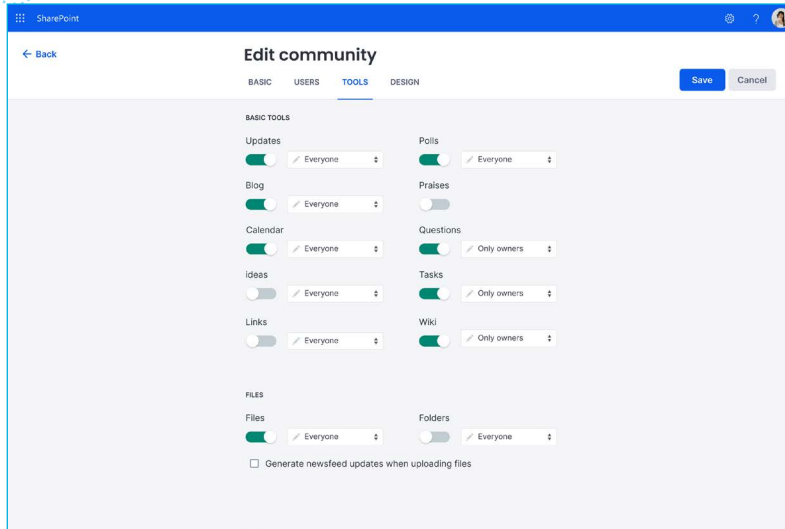 SharePoint
?
← Back
Edit community
BASIC USERS TOOLS DESIGN
Save Cancel
BASIC TOOLS
Updates Polls
Everyone Everyone
Blog Praises
Everyone
Calendar Questions
Everyone Only owners
ideas Tasks
Everyone Only owners
Links Wiki
Everyone Only owners
FILES
Files Folders
Everyone Everyone
Generate newsfeed updates when uploading files